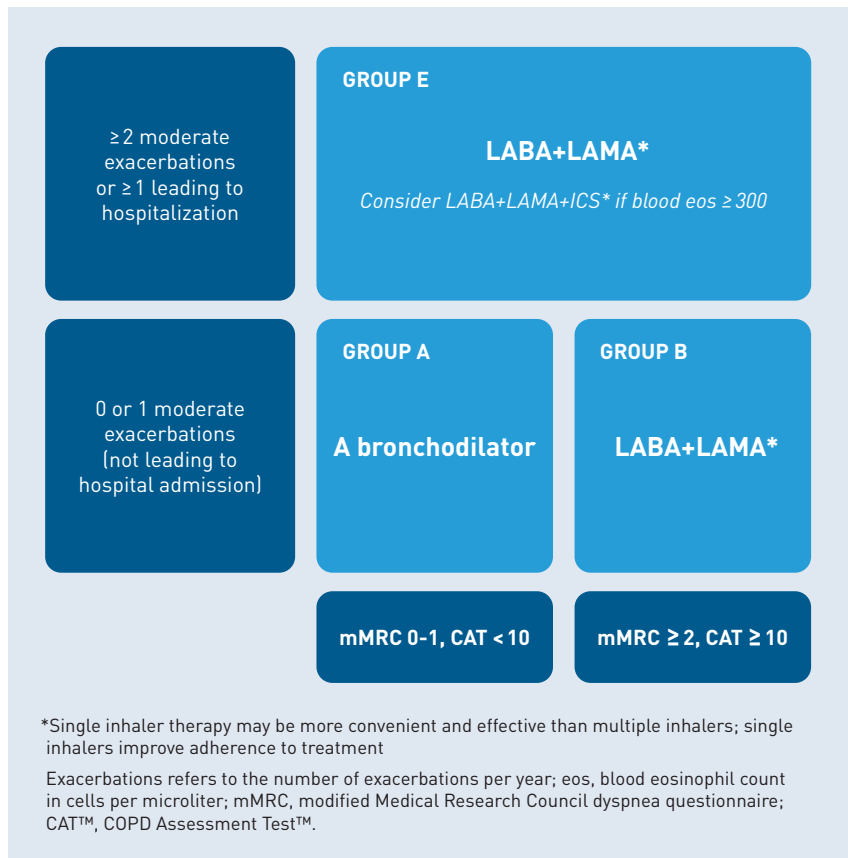 ≥2 moderate
exacerbations
or ≥1 leading to
hospitalization
GROUP E
LABA+LAMA*
Consider LABA+LAMA+ICS* if blood eos ≥300
0 or 1 moderate
exacerbations
(not leading to
hospital admission)
GROUP A
A bronchodilator
GROUP B
LABA+LAMA*
mMRC 0-1, CAT <10
mMRC ≧2, CAT ≧10
*Single inhaler therapy may be more convenient and effective than multiple inhalers; single
inhalers improve adherence to treatment
Exacerbations refers to the number of exacerbations per year; eos, blood eosinophil count
in cells per microliter; mMRC, modified Medical Research Council dyspnea questionnaire;
CAT™, COPD Assessment Test™.